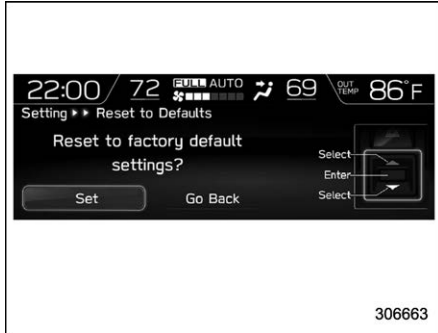 22:00 72 FULL AUTO 69 OUT TEMP 86°F
Setting ▸▸ Reset to Defaults
Reset to factory default
settings?
Select
Enter
Select
Set Go Back
306663